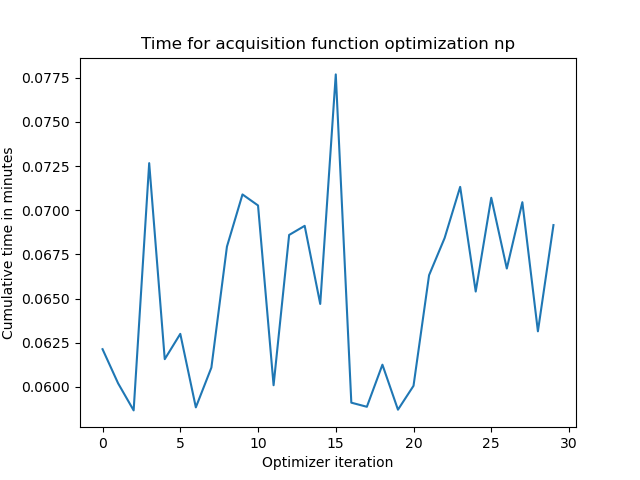 Time for acquisition function optimization np
Cumulative time in minutes
0.0775
0.0750
0.0725
0.0700
0.0675
0.0650
0.0625
0.0600
0 5 10 15 20 25 30
Optimizer iteration